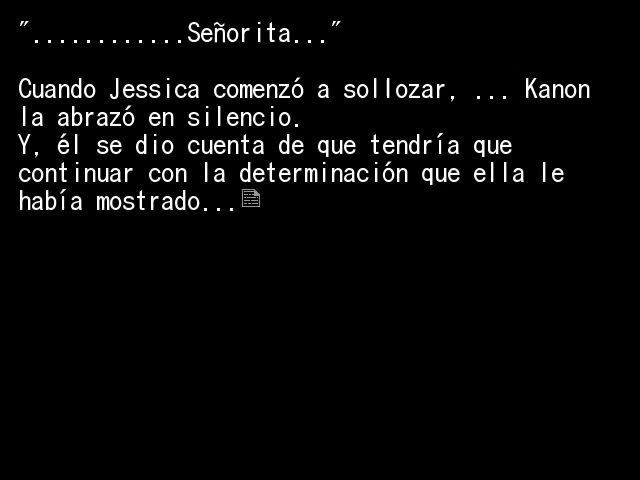 "............Señorita..."
Cuando Jessica comenzó a sollozar, ... Kanon
la abrazó en silencio.
Y, él se dio cuenta de que tendría que
continuar con la determinación que ella le
había mostrado...